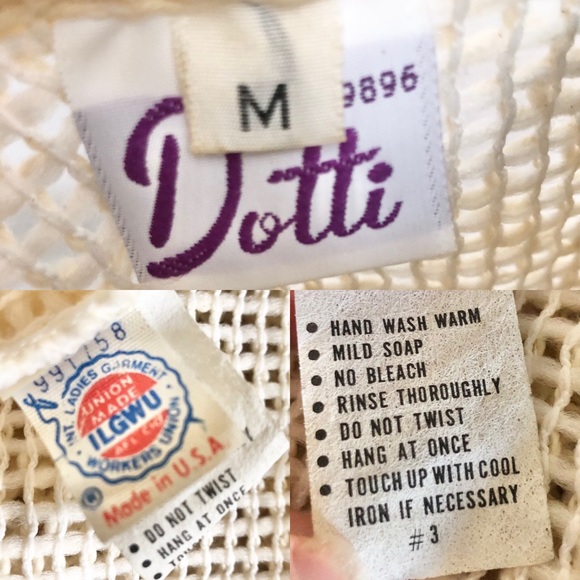 M
9896
Dotti
INT. LADIES GARMENT
UNION
MADE
ILGWU
AFL CIO
WORKERS UNION
®
Made in U.S.A.
• DO NOT TWIST
• HANG AT ONCE
• HAND WASH WARM
• MILD SOAP
• NO BLEACH
• RINSE THOROUGHLY
• DO NOT TWIST
• HANG AT ONCE
• TOUCH UP WITH COOL
IRON IF NECESSARY
#3